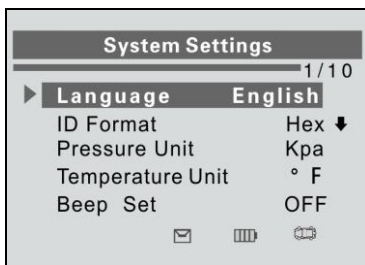 System Settings
1/10
Language English
ID Format Hex
Pressure Unit Kpa
Temperature Unit ° F
Beep Set OFF